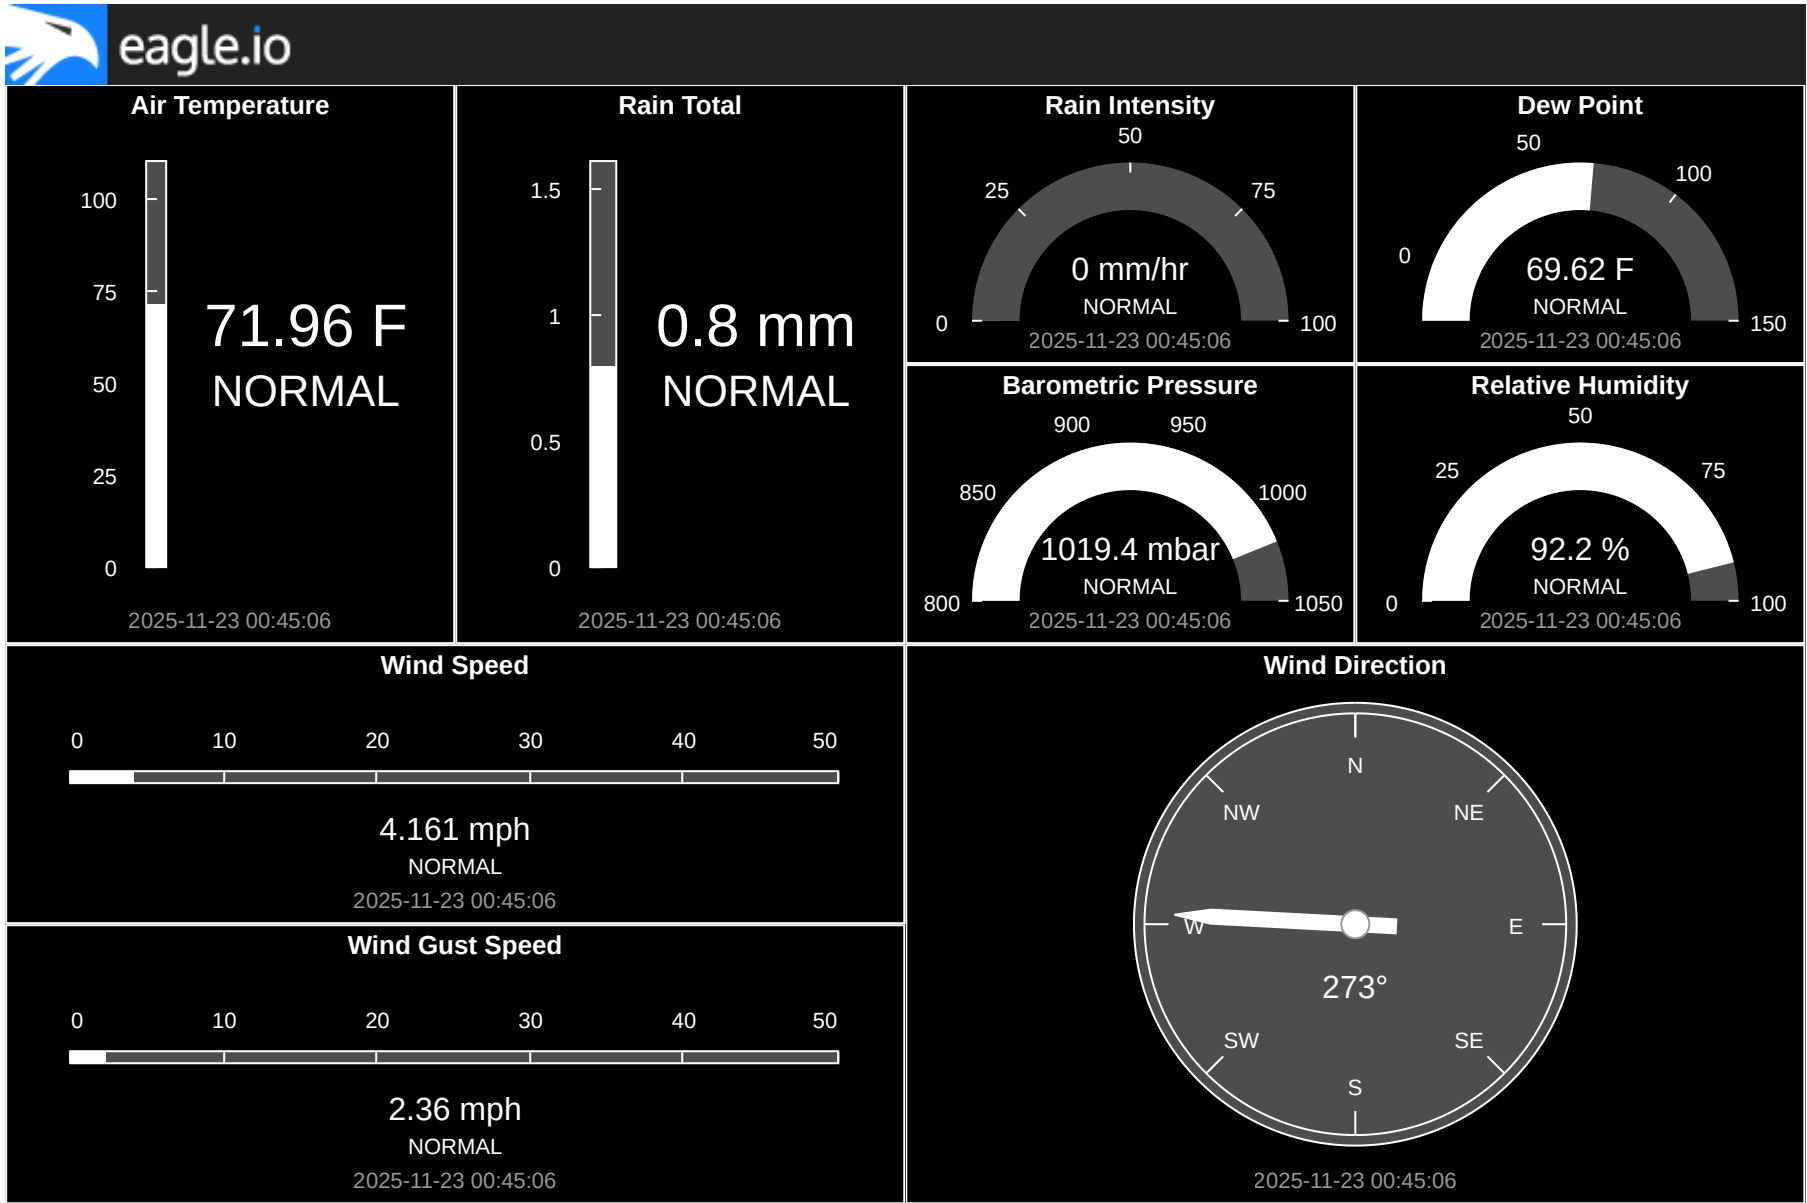 eagle.io
Air Temperature
100
75
50
25
0
71.96 F
NORMAL
2025-11-23 00:45:06
Rain Total
1.5
1
0.5
0
0.8 mm
NORMAL
2025-11-23 00:45:06
Rain Intensity
0
25
50
75
100
0 mm/hr
NORMAL
2025-11-23 00:45:06
Dew Point
0
50
100
150
69.62 F
NORMAL
2025-11-23 00:45:06
Barometric Pressure
800
850
900
950
1000
1050
1019.4 mbar
NORMAL
2025-11-23 00:45:06
Relative Humidity
0
25
50
75
100
92.2 %
NORMAL
2025-11-23 00:45:06
Wind Speed
0 10 20 30 40 50
4.161 mph
NORMAL
2025-11-23 00:45:06
Wind Gust Speed
0 10 20 30 40 50
2.36 mph
NORMAL
2025-11-23 00:45:06
Wind Direction
N
NW NE
W E
273°
SW SE
S
2025-11-23 00:45:06